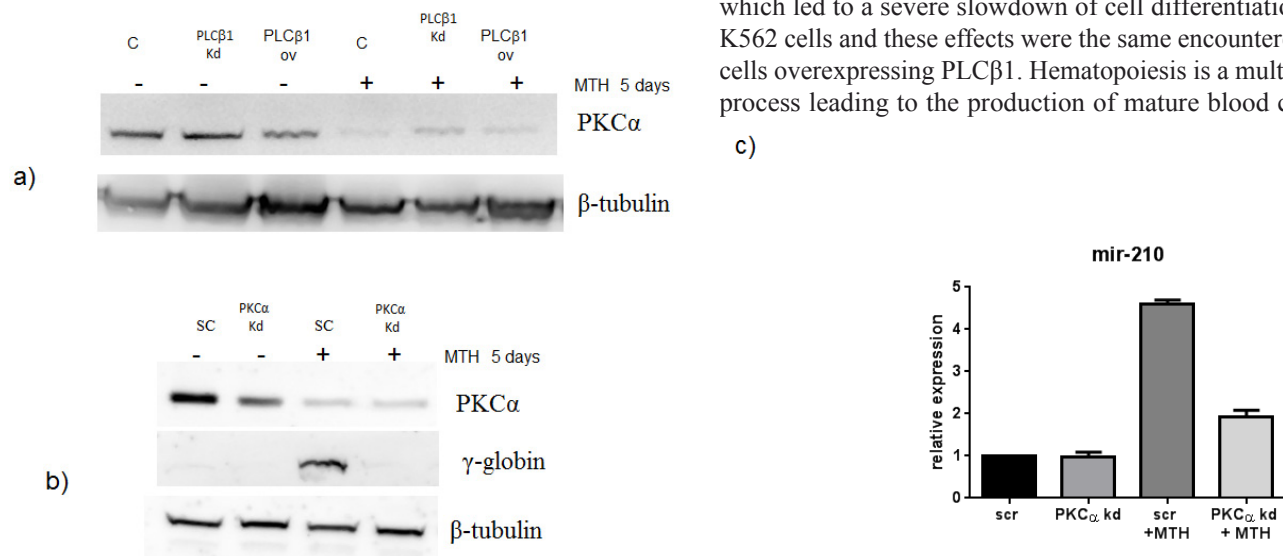 which led to a severe slowdown of cell differentiatio
K562 cells and these effects were the same encountere
cells overexpressing PLCβ1. Hematopoiesis is a mult
process leading to the production of mature blood c
a)
C PLCβ1 Kd PLCβ1 ov C PLCβ1 Kd PLCβ1 ov
- - - + + + MTH 5 days
PKCα
β-tubulin
b)
SC PKCα Kd SC PKCα Kd
- - + + MTH 5 days
PKCα
γ-globin
β-tubulin
c)
mir-210
relative expression
5
4
3
2
1
0
scr PKCα kd scr +MTH PKCα kd + MTH